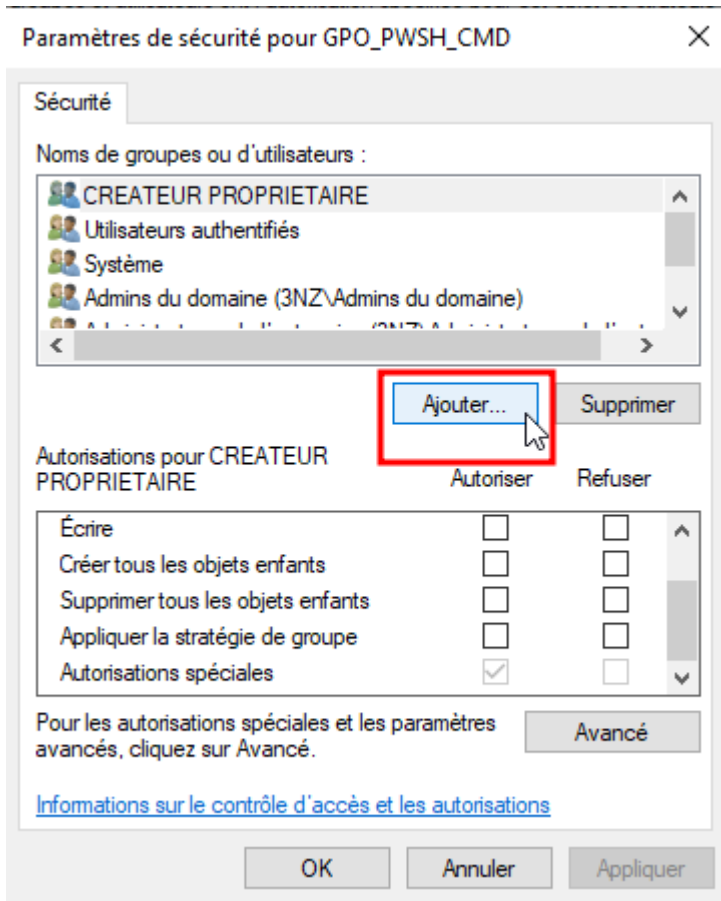 Paramètres de sécurité pour GPO_PWSH_CMD
Sécurité
Noms de groupes ou d'utilisateurs :
CREATEUR PROPRIETAIRE
Utilisateurs authentifiés
Système
Admins du domaine (3NZ\Admins du domaine)
Ajouter... Supprimer
Autorisations pour CREATEUR
PROPRIETAIRE Autoriser Refuser
Écrire
Créer tous les objets enfants
Supprimer tous les objets enfants
Appliquer la stratégie de groupe
Autorisations spéciales
Pour les autorisations spéciales et les paramètres
avancés, cliquez sur Avancé. Avancé
Informations sur le contrôle d'accès et les autorisations
OK Annuler Appliquer